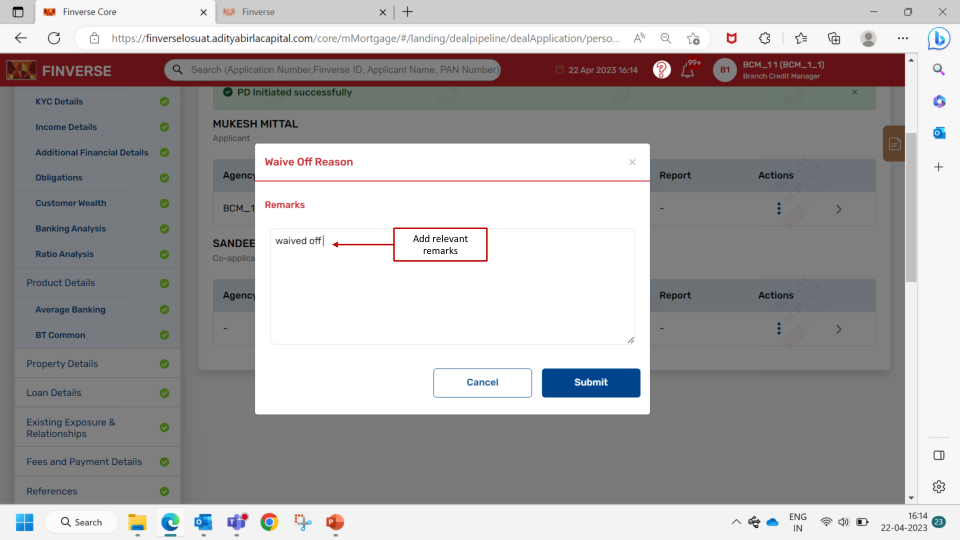 Finverse Core
Finverse
https://finverselosuat.adityabirlacapital.com/core/mMortgage/#/landing/dealpipeline/dealApplication/perso...
FINVERSE
Search (Application Number,Finverse ID, Applicant Name, PAN Number)
22 Apr 2023 16:14
99+
B1
BCM_1 1 (BCM_1_1)
Branch Credit Manager
PD Initiated successfully
KYC Details
Income Details
Additional Financial Details
Obligations
Customer Wealth
Banking Analysis
Ratio Analysis
Product Details
Average Banking
BT Common
Property Details
Loan Details
Existing Exposure &
Relationships
Fees and Payment Details
References
MUKESH MITTAL
Applicant
Agency
Report
Actions
BCM_1
-
SANDEE
Co-applica
Agency
Report
Actions
-
-
Waive Off Reason
Remarks
waived off
Add relevant
remarks
Cancel
Submit
BCM_1_1
BCM_1_1
Search
ENG
IN
16:14
22-04-2023
23